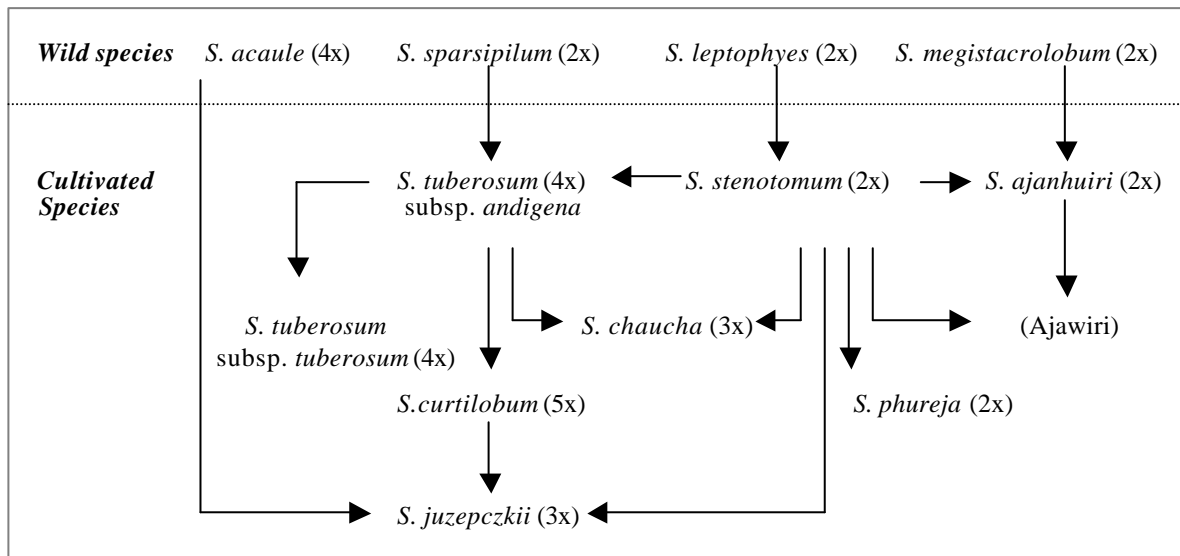 Wild species S. acaule (4x) S. sparsipilum (2x) S. leptophyes (2x) S. megistacrolobum (2x)
Cultivated S. tuberosum (4x) S. stenotomum (2x) S. ajanhuiri (2x)
Species subsp. andigena
S. tuberosum S. chaucha (3x) (Ajawiri)
subsp. tuberosum (4x)
S.curtilobum (5x) S. phureja (2x)
S. juzepczkii (3x)